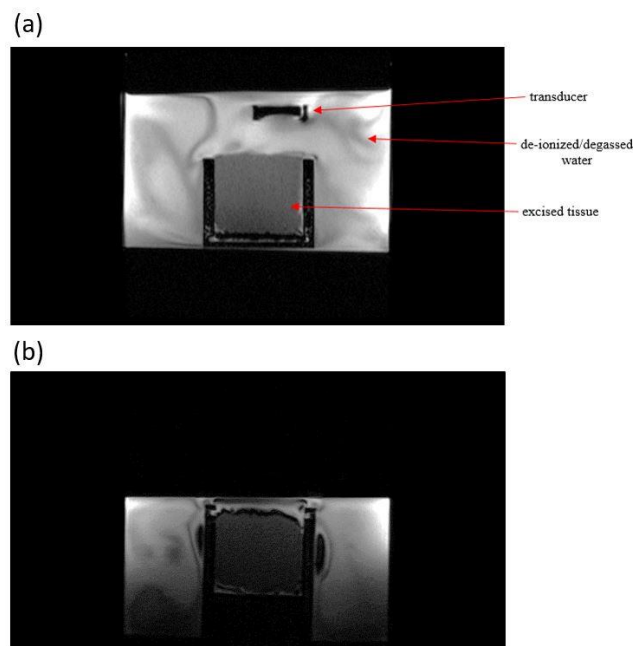 (a)
transducer
de-ionized/degassed
water
excised tissue
(b)